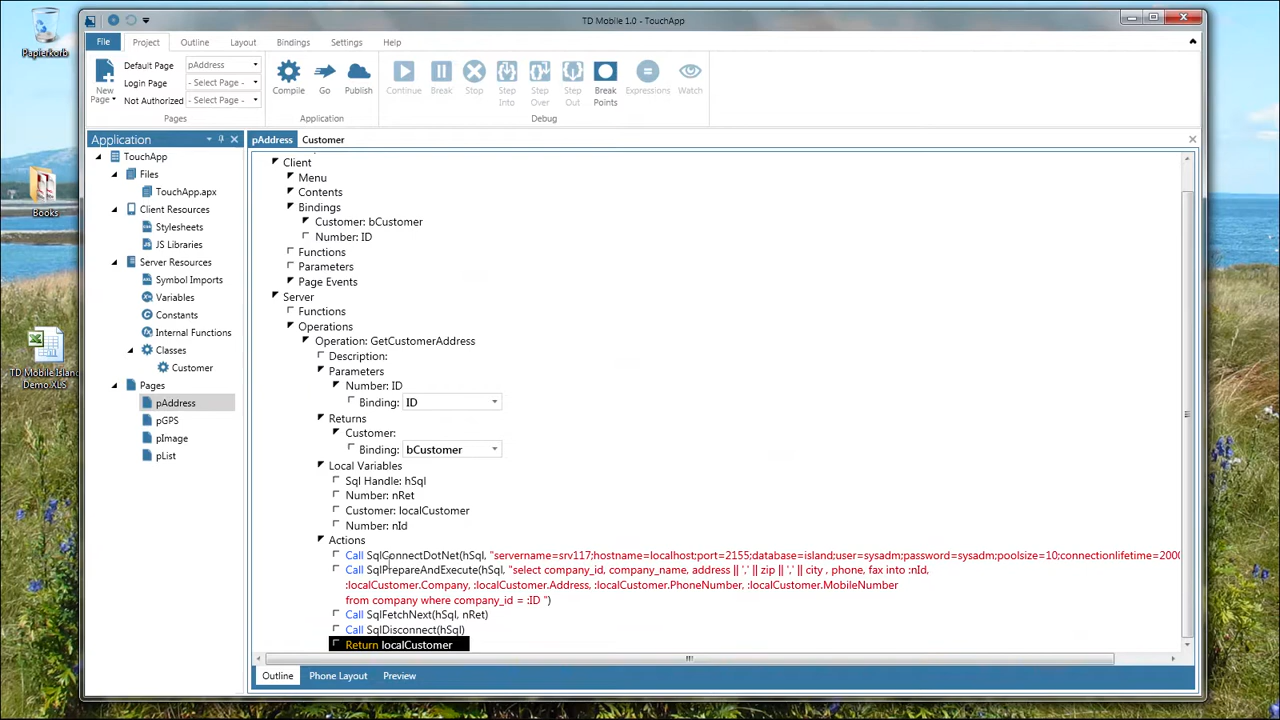 Papierkorb
Books
TD Mobile Island
Demo.XLS
TD Mobile 1.0 - TouchApp
File
Project
Outline
Layout
Bindings
Settings
Help
New
Page
Default Page
pAddress
Login Page
- Select Page -
Not Authorized
- Select Page -
Pages
Compile
Go
Publish
Application
Continue
Break
Stop
Step
Into
Step
Over
Step
Out
Break
Points
Expressions
Watch
Debug
Application
TouchApp
Files
TouchApp.apx
Client Resources
Stylesheets
JS Libraries
Server Resources
Symbol Imports
Variables
Constants
Internal Functions
Classes
Customer
Pages
pAddress
pGPS
pImage
pList
pAddress
Customer
Client
Menu
Contents
Bindings
Customer: bCustomer
Number: ID
Functions
Parameters
Page Events
Server
Functions
Operations
Operation: GetCustomerAddress
Description:
Parameters
Number: ID
Binding: ID
Returns
Customer:
Binding: bCustomer
Local Variables
Sql Handle: hSql
Number: nRet
Customer: localCustomer
Number: nId
Actions
Call SqlConnectDotNet(hSql, "servername=srv117;hostname=localhost;port=2155;database=island;user=sysadm;password=sysadm;poolsize=10;connectionlifetime=2000
Call SqlPrepareAndExecute(hSql, "select company_id, company_name, address || ',' || zip || ',' || city , phone, fax into :nId,
:localCustomer.Company, :localCustomer.Address, :localCustomer.PhoneNumber, :localCustomer.MobileNumber
from company where company_id = :ID ")
Call SqlFetchNext(hSql, nRet)
Call SqlDisconnect(hSql)
Return localCustomer
Outline
Phone Layout
Preview